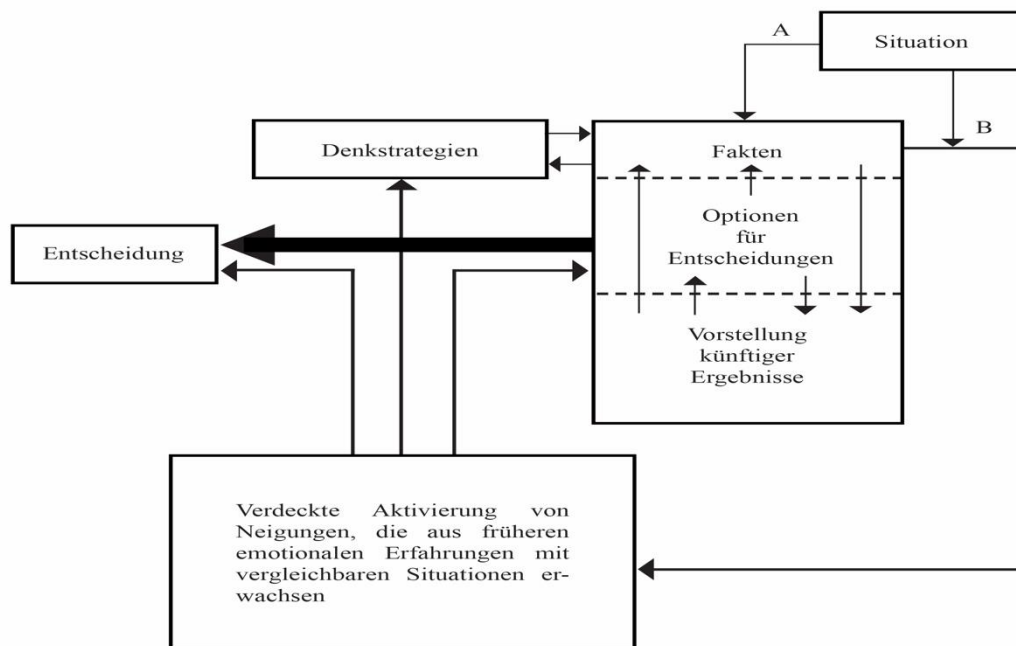 A
Situation
B
Denkstrategien
Fakten
Optionen
für
Entscheidungen
Entscheidung
Vorstellung
künftiger
Ergebnisse
Verdeckte Aktivierung von
Neigungen, die aus früheren
emotionalen Erfahrungen mit
vergleichbaren Situationen er-
wachsen